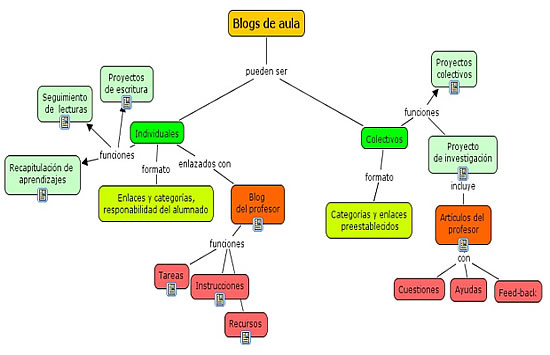 Blogs de aula
pueden ser
Proyectos
de escritura
Seguimiento
de lecturas
Individuales
funciones
Recapitulación de
aprendizajes
formato
enlazados con
Enlaces y categorías,
responabilidad del alumnado
Blog
del profesor
funciones
Tareas
Instrucciones
Recursos
Proyectos
colectivos
funciones
Colectivos
Proyecto
de investigación
formato
incluye
Categorías y enlaces
preestablecidos
Artículos del
profesor
con
Cuestiones
Ayudas
Feed-back